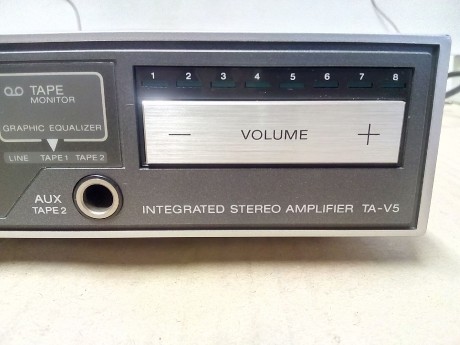 1 2 3 4 5 6 7 8
TAPE
MONITOR
GRAPHIC EQUALIZER
LINE TAPE 1 TAPE 2
− VOLUME +
AUX
TAPE 2
INTEGRATED STEREO AMPLIFIER TA-V5